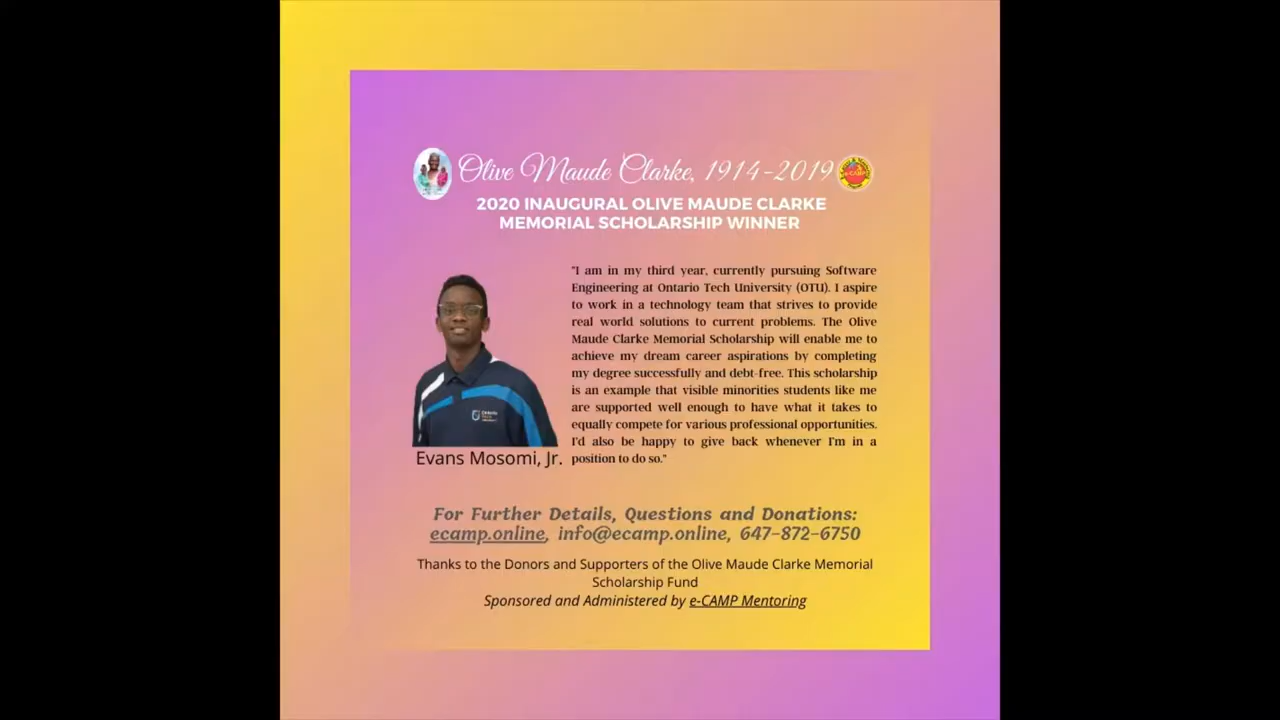 Olive Maude Clarke, 1914-2019
e-CAMP
2020 INAUGURAL OLIVE MAUDE CLARKE
MEMORIAL SCHOLARSHIP WINNER
"I am in my third year, currently pursuing Software
Engineering at Ontario Tech University (OTU). I aspire
to work in a technology team that strives to provide
real world solutions to current problems. The Olive
Maude Clarke Memorial Scholarship will enable me to
achieve my dream career aspirations by completing
my degree successfully and debt-free. This scholarship
is an example that visible minorities students like me
are supported well enough to have what it takes to
equally compete for various professional opportunities.
I'd also be happy to give back whenever I'm in a
position to do so."
Ontario
Tech
Evans Mosomi, Jr.
For Further Details, Questions and Donations:
ecamp.online, info@ecamp.online, 647-872-6750
Thanks to the Donors and Supporters of the Olive Maude Clarke Memorial
Scholarship Fund
Sponsored and Administered by e-CAMP Mentoring